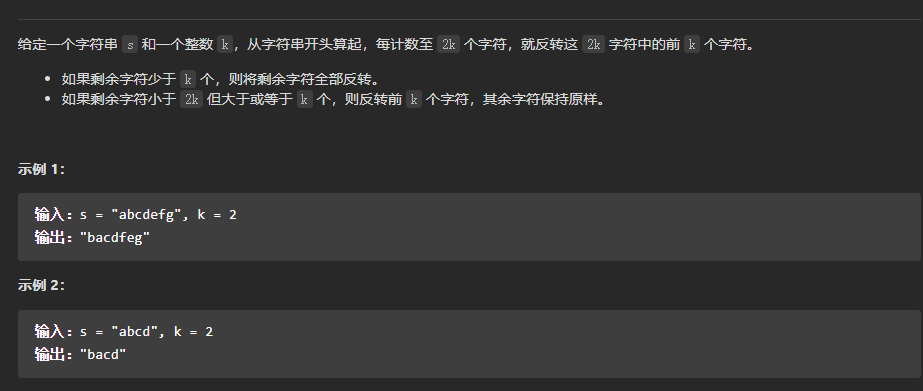 给定一个字符串 s 和一个整数 k，从字符串开头算起，每计数至 2k 个字符，就反转这 2k 字符中的前 k 个字符。
• 如果剩余字符少于 k 个，则将剩余字符全部反转。
• 如果剩余字符小于 2k 但大于或等于 k 个，则反转前 k 个字符，其余字符保持原样。
示例 1：
输入：s = "abcdefg", k = 2
输出："bacdfeg"
示例 2：
输入：s = "abcd", k = 2
输出："bacd"